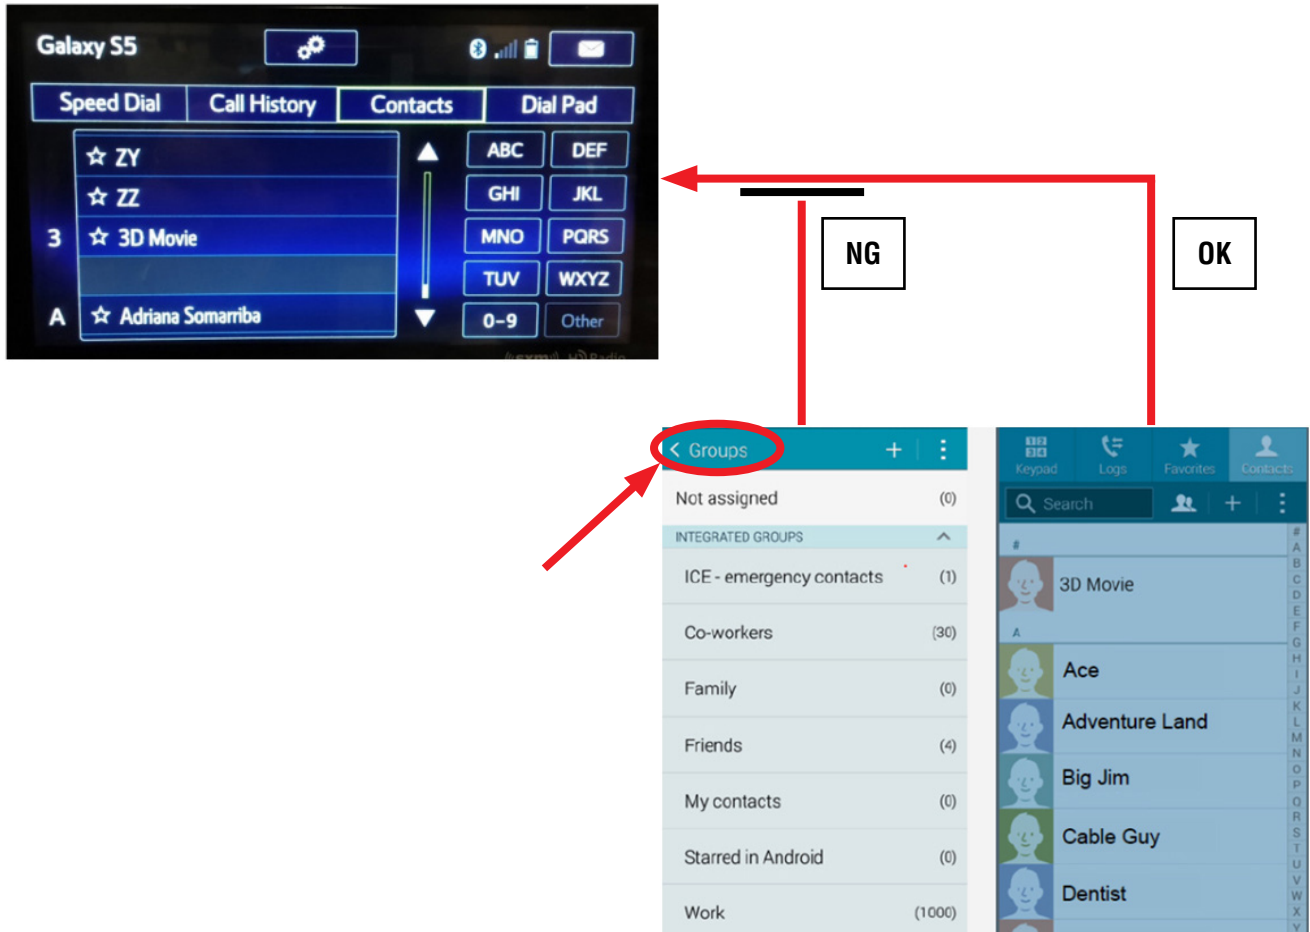 Galaxy S5
Speed Dial Call History Contacts Dial Pad
☆ ZY
ABC DEF
☆ ZZ
GHI JKL
3 ☆ 3D Movie
MNO PQRS
TUV WXYZ
A ☆ Adriana Somarriba
0-9 Other
NG
OK
< Groups + ⋮
Not assigned (0)
INTEGRATED GROUPS
ICE - emergency contacts (1)
Co-workers (30)
Family (0)
Friends (4)
My contacts (0)
Starred in Android (0)
Work (1000)
Keypad Logs Favorites Contacts
Search + ⋮
#
3D Movie
A
Ace
Adventure Land
Big Jim
Cable Guy
Dentist
#
A
B
C
D
E
F
G
H
I
J
K
L
M
N
O
P
Q
R
S
T
U
V
W
X
Y